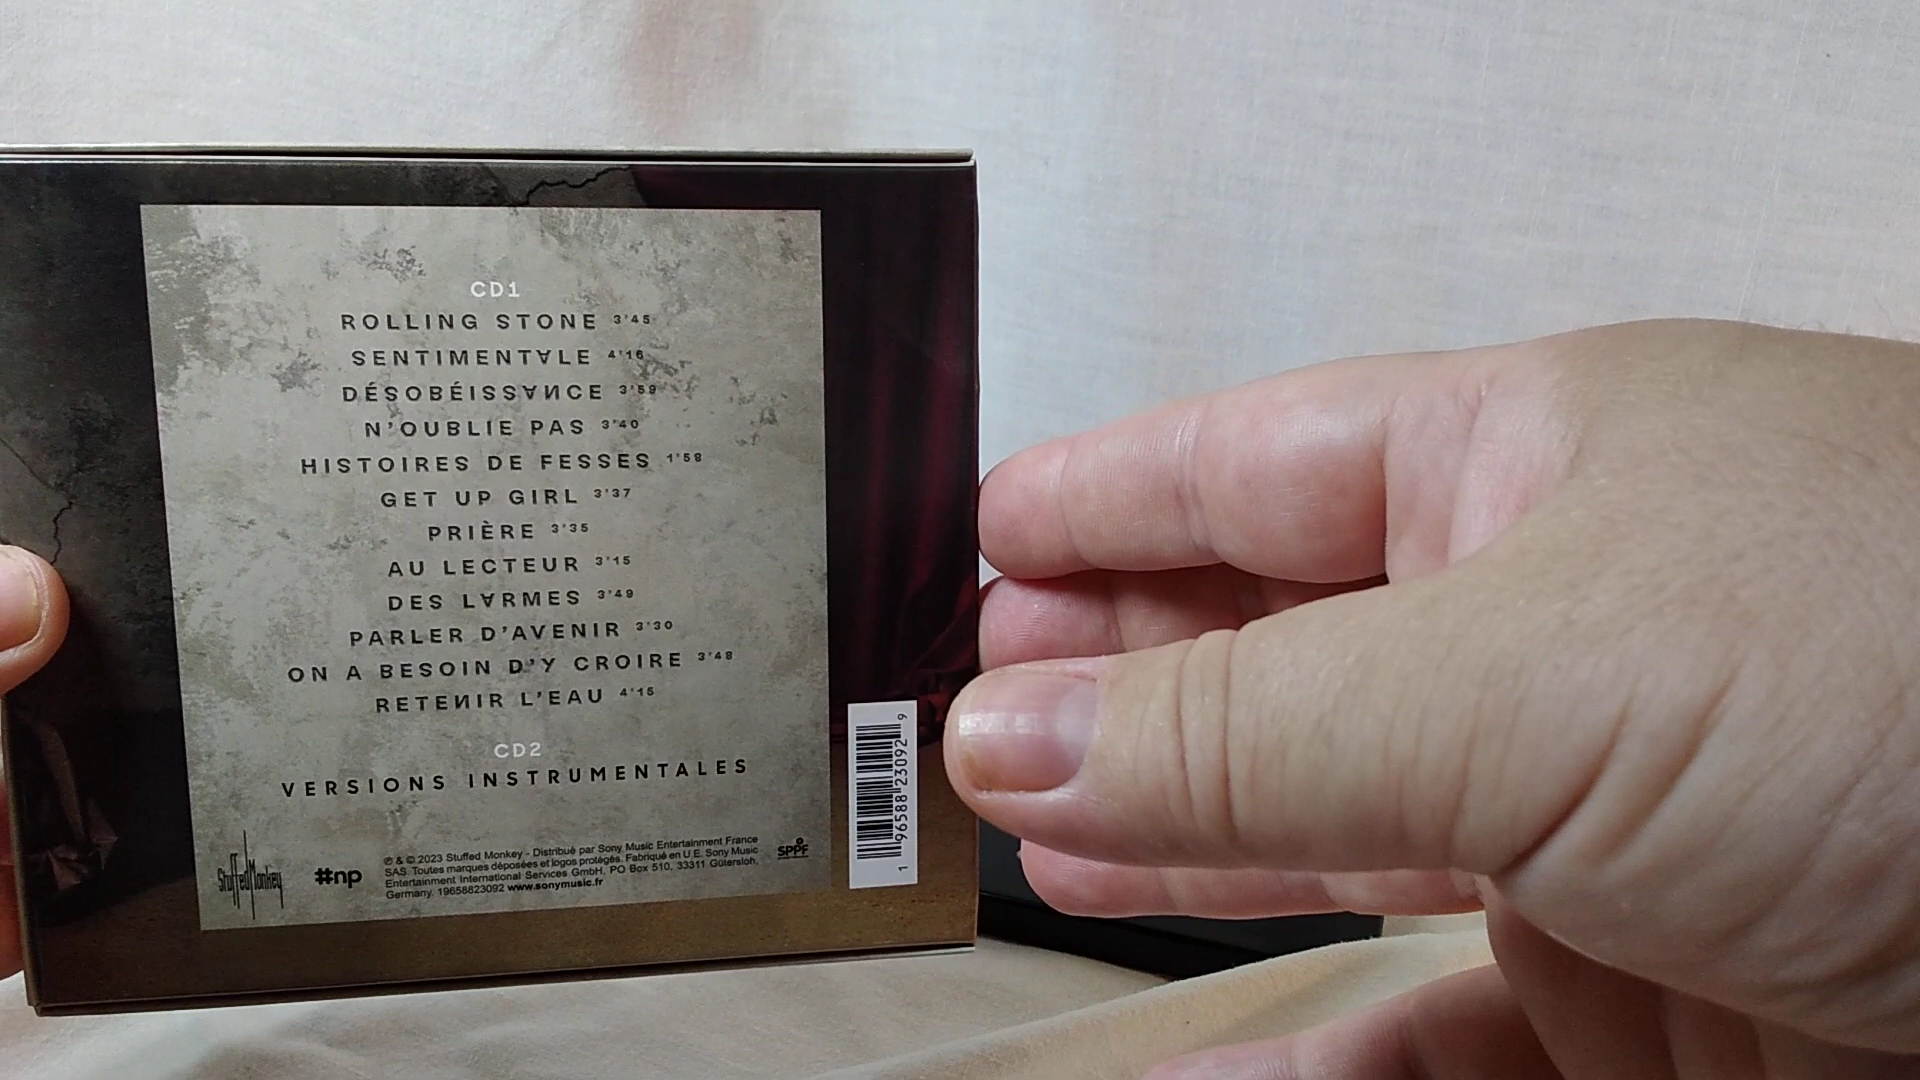 CD1
ROLLING STONE 3'45
SENTIMENTALE 4'16
DÉSOBÉISSANCE 3'59
N'OUBLIE PAS 3'40
HISTOIRES DE FESSES 1'58
GET UP GIRL 3'37
PRIÈRE 3'35
AU LECTEUR 3'15
DES LARMES 3'49
PARLER D'AVENIR 3'30
ON A BESOIN D'Y CROIRE 3'48
RETENIR L'EAU 4'15
CD2
VERSIONS INSTRUMENTALES
StuffedMonkey
#np
℗ & © 2023 Stuffed Monkey - Distribué par Sony Music Entertainment France
SAS. Toutes marques déposées et logos protégés. Fabriqué en U.E. Sony Music
Entertainment International Services GmbH, PO Box 510, 33311 Gütersloh,
Germany. 19658823092 www.sonymusic.fr
SPPF
1 96588 23092 9